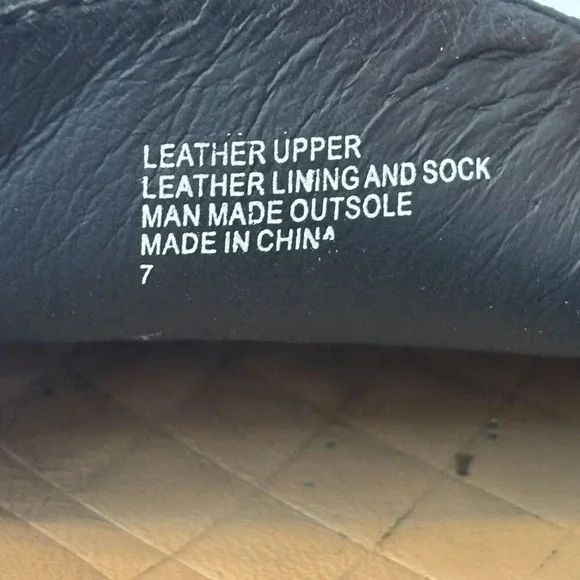 LEATHER UPPER
LEATHER LINING AND SOCK
MAN MADE OUTSOLE
MADE IN CHINA
7